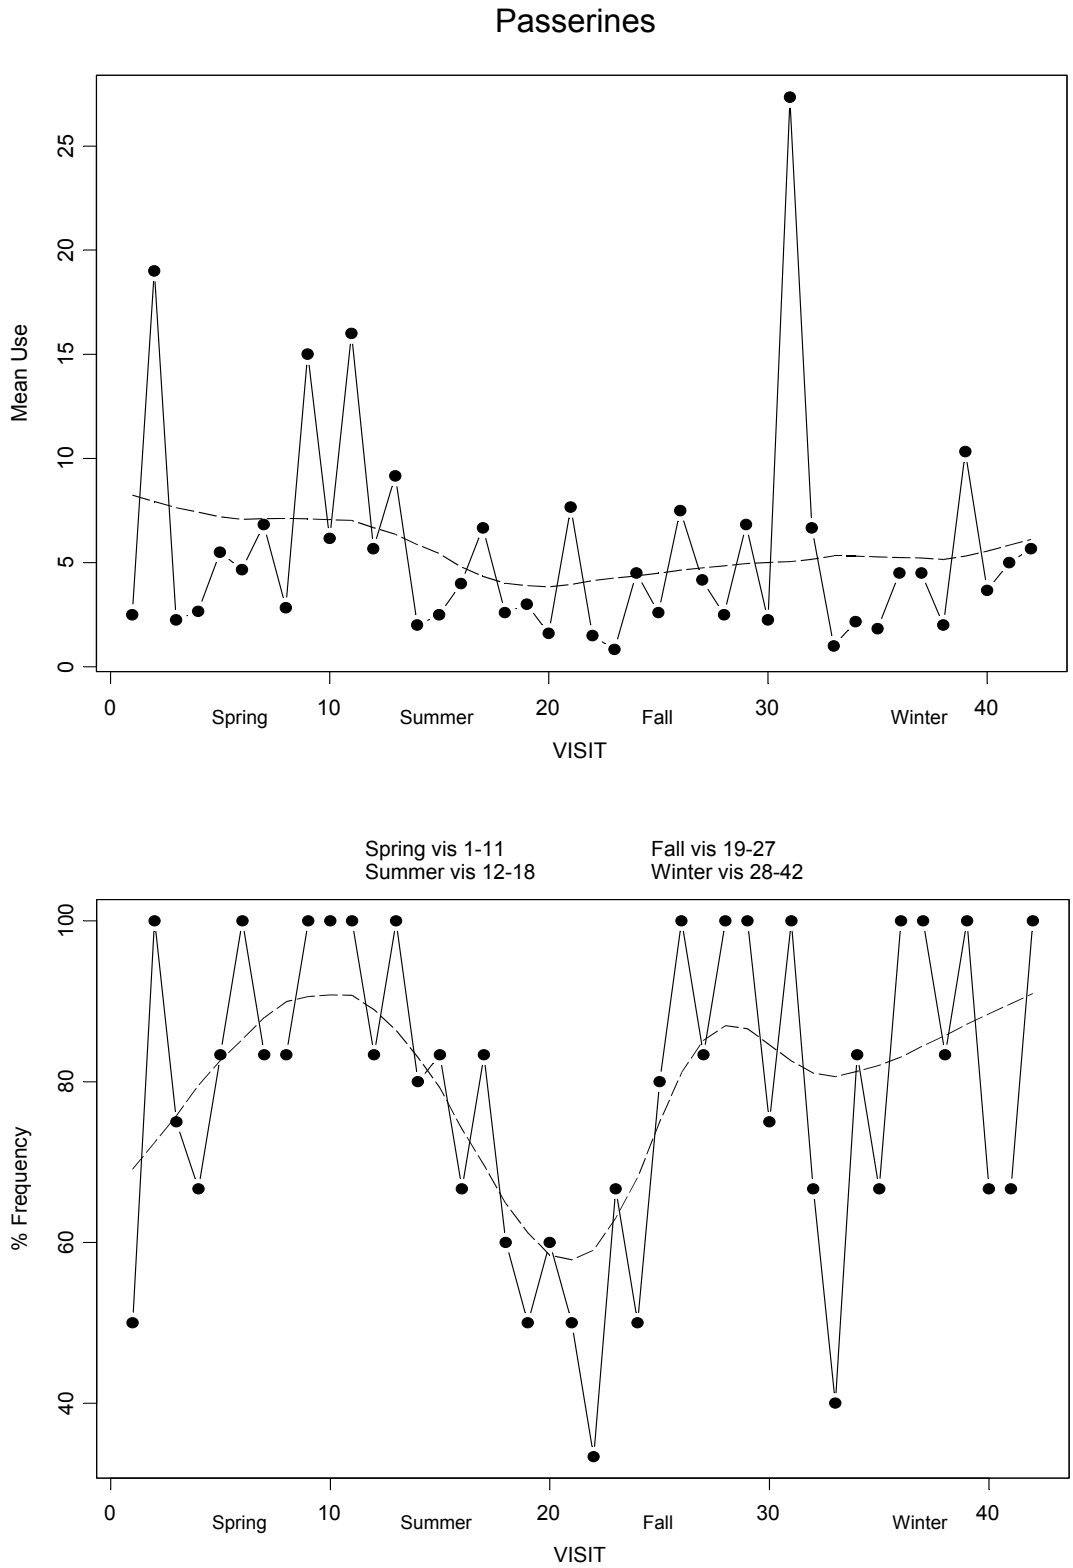 Passerines
25
20
15
10
5
0
Mean Use
0 10 20 30 40
Spring Summer Fall Winter
VISIT
Spring vis 1-11 Fall vis 19-27
Summer vis 12-18 Winter vis 28-42
100
80
60
40
% Frequency
0 10 20 30 40
Spring Summer Fall Winter
VISIT